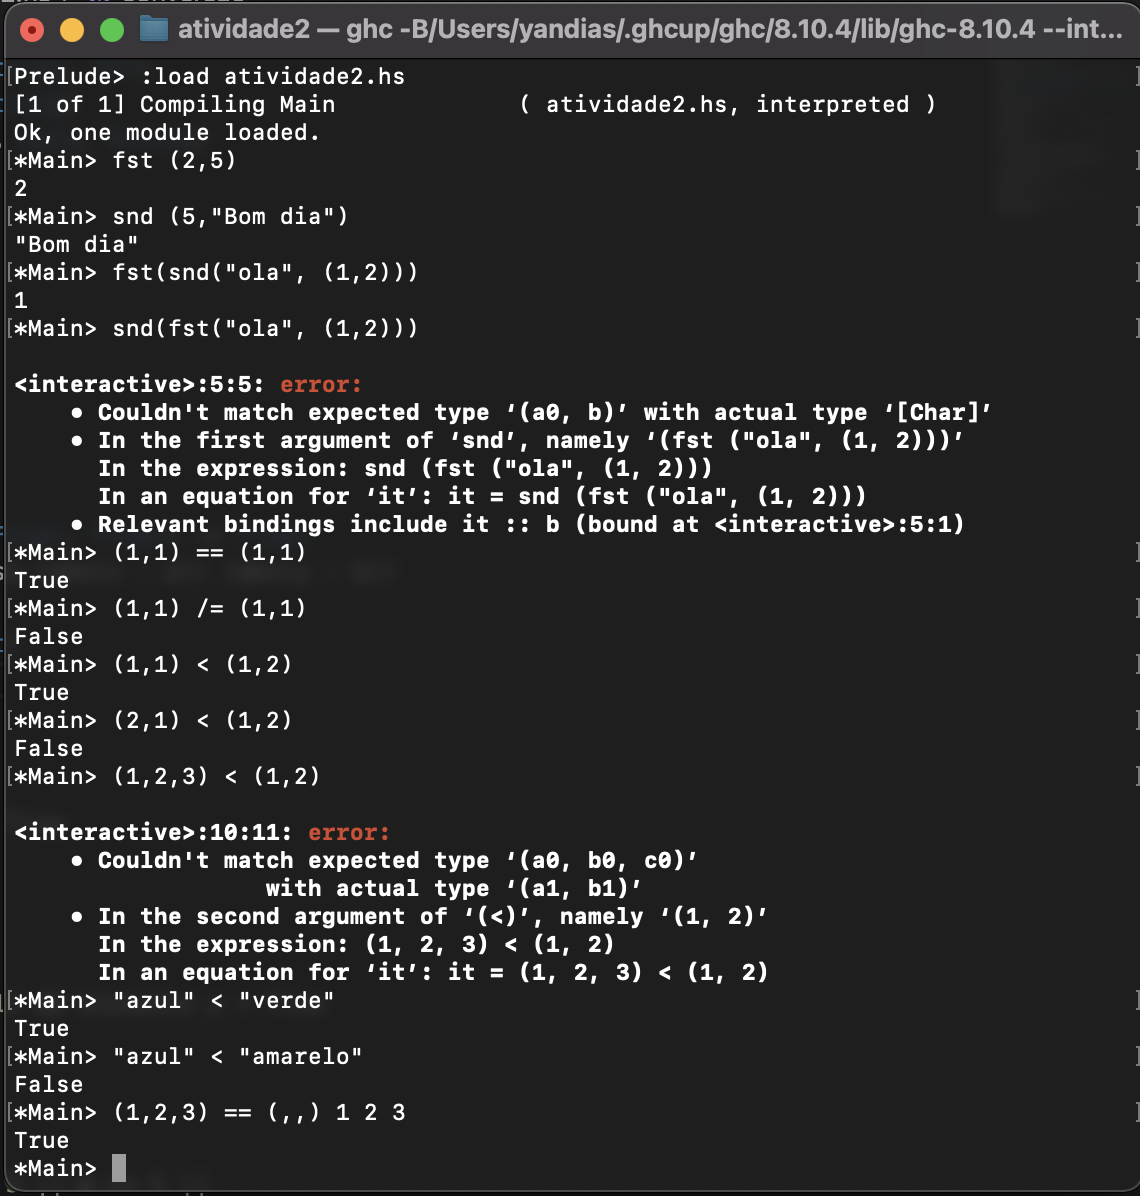 atividade2 — ghc -B/Users/yandias/.ghcup/ghc/8.10.4/lib/ghc-8.10.4 --int...
[Prelude> :load atividade2.hs ]
[1 of 1] Compiling Main             ( atividade2.hs, interpreted )
Ok, one module loaded.
[*Main> fst (2,5) ]
2
[*Main> snd (5,"Bom dia") ]
"Bom dia"
[*Main> fst(snd("ola", (1,2))) ]
1
[*Main> snd(fst("ola", (1,2))) ]
<interactive>:5:5: error:
    • Couldn't match expected type ‘(a0, b)’ with actual type ‘[Char]’
    • In the first argument of ‘snd’, namely ‘(fst ("ola", (1, 2)))’
      In the expression: snd (fst ("ola", (1, 2)))
      In an equation for ‘it’: it = snd (fst ("ola", (1, 2)))
    • Relevant bindings include it :: b (bound at <interactive>:5:1)
[*Main> (1,1) == (1,1) ]
True
[*Main> (1,1) /= (1,1) ]
False
[*Main> (1,1) < (1,2) ]
True
[*Main> (2,1) < (1,2) ]
False
[*Main> (1,2,3) < (1,2) ]
<interactive>:10:11: error:
    • Couldn't match expected type ‘(a0, b0, c0)’
                  with actual type ‘(a1, b1)’
    • In the second argument of ‘(<)’, namely ‘(1, 2)’
      In the expression: (1, 2, 3) < (1, 2)
      In an equation for ‘it’: it = (1, 2, 3) < (1, 2)
[*Main> "azul" < "verde" ]
True
[*Main> "azul" < "amarelo" ]
False
[*Main> (1,2,3) == (,,) 1 2 3 ]
True
*Main>